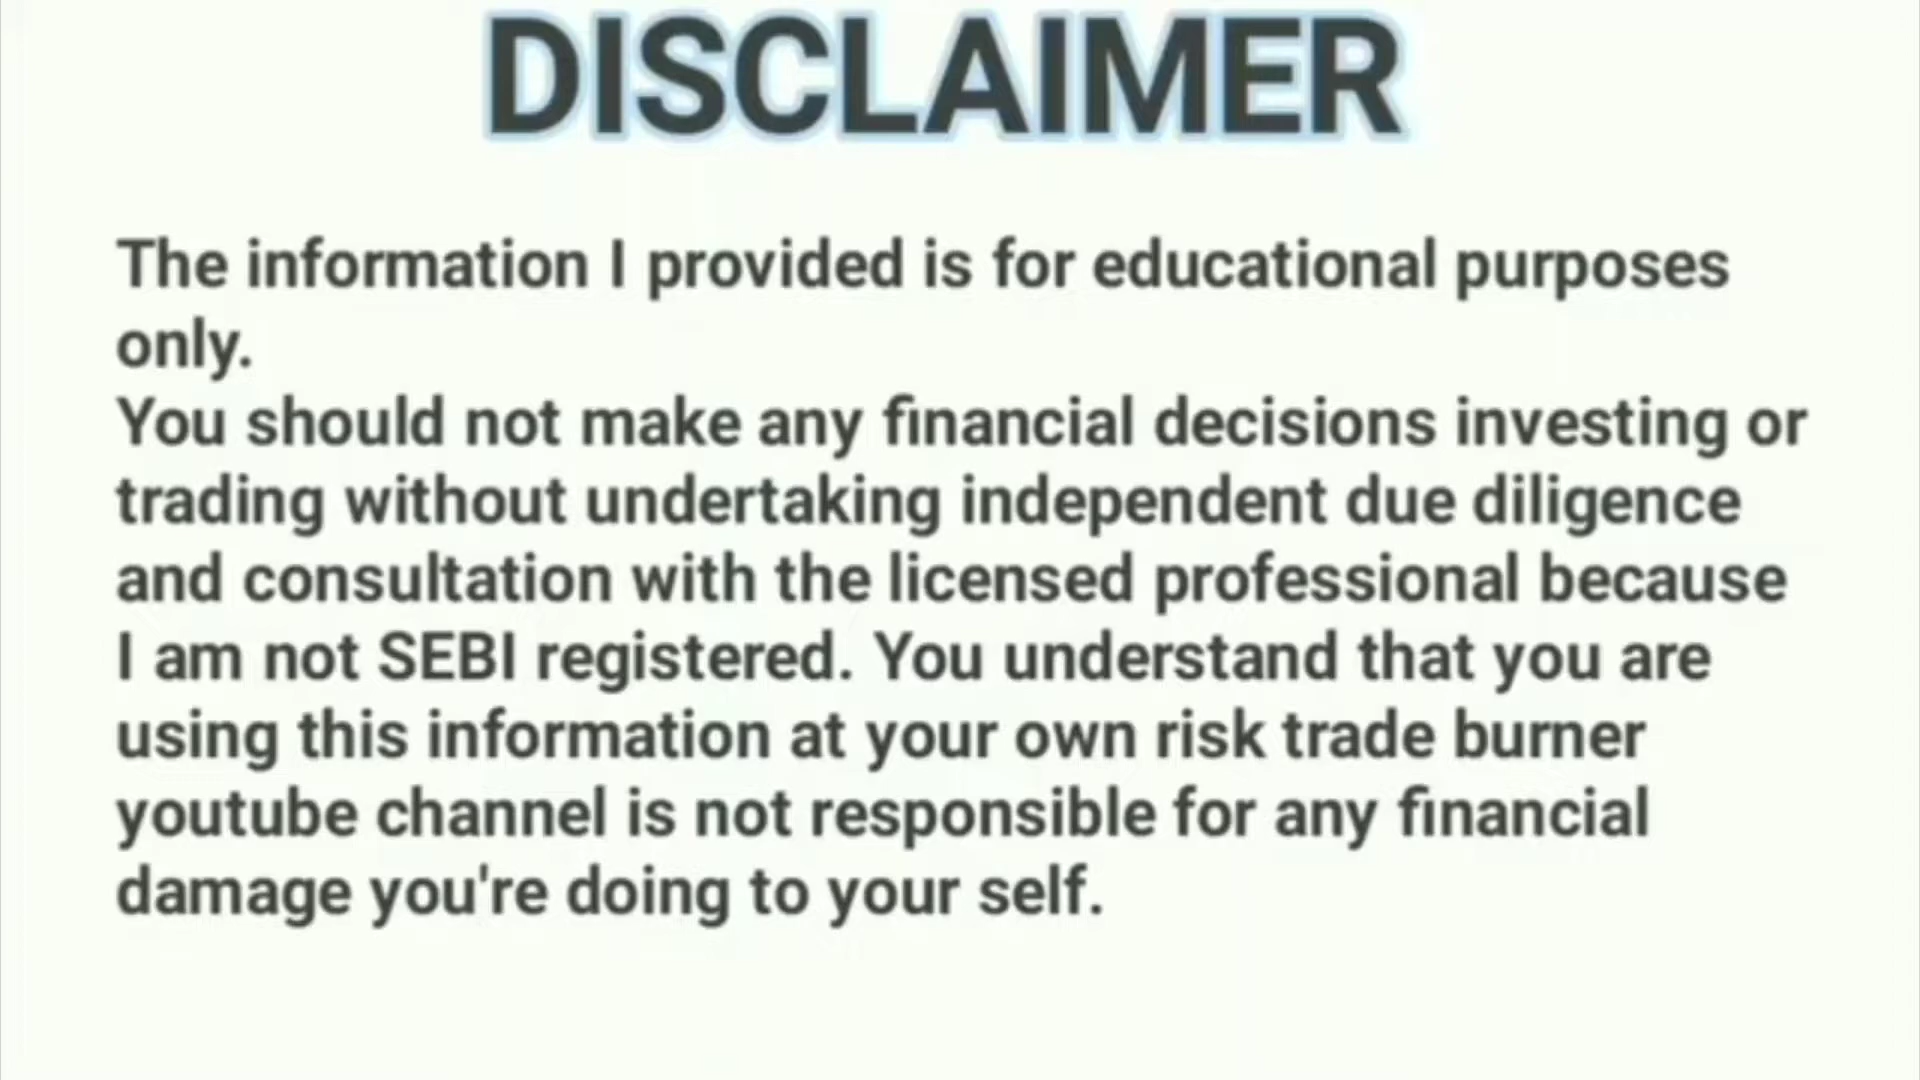 DISCLAIMER
The information I provided is for educational purposes
only.
You should not make any financial decisions investing or
trading without undertaking independent due diligence
and consultation with the licensed professional because
I am not SEBI registered. You understand that you are
using this information at your own risk trade burner
youtube channel is not responsible for any financial
damage you're doing to your self.